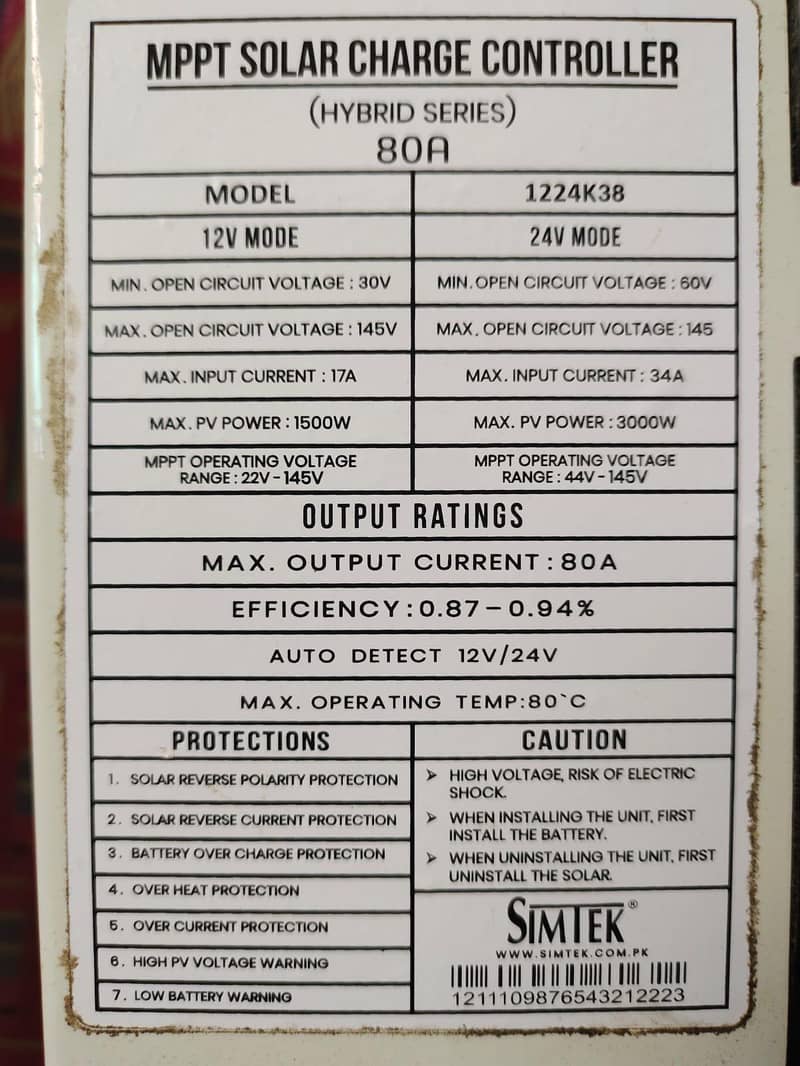 MPPT SOLAR CHARGE CONTROLLER
(HYBRID SERIES)
80A
MODEL
1224K38
12V MODE
24V MODE
MIN. OPEN CIRCUIT VOLTAGE : 30V
MIN. OPEN CIRCUIT VOLTAGE : 60V
MAX. OPEN CIRCUIT VOLTAGE : 145V
MAX. OPEN CIRCUIT VOLTAGE : 145
MAX. INPUT CURRENT : 17A
MAX. INPUT CURRENT : 34A
MAX. PV POWER : 1500W
MAX. PV POWER : 3000W
MPPT OPERATING VOLTAGE
RANGE : 22V - 145V
MPPT OPERATING VOLTAGE
RANGE : 44V - 145V
OUTPUT RATINGS
MAX. OUTPUT CURRENT : 80A
EFFICIENCY : 0.87 – 0.94%
AUTO DETECT 12V/24V
MAX. OPERATING TEMP:80`C
PROTECTIONS
1. SOLAR REVERSE POLARITY PROTECTION
2. SOLAR REVERSE CURRENT PROTECTION
3. BATTERY OVER CHARGE PROTECTION
4. OVER HEAT PROTECTION
5. OVER CURRENT PROTECTION
6. HIGH PV VOLTAGE WARNING
7. LOW BATTERY WARNING
CAUTION
➢ HIGH VOLTAGE, RISK OF ELECTRIC
SHOCK.
➢ WHEN INSTALLING THE UNIT, FIRST
INSTALL THE BATTERY.
➢ WHEN UNINSTALLING THE UNIT, FIRST
UNINSTALL THE SOLAR.
SIMTEK®
WWW.SIMTEK.COM.PK
1211109876543212223